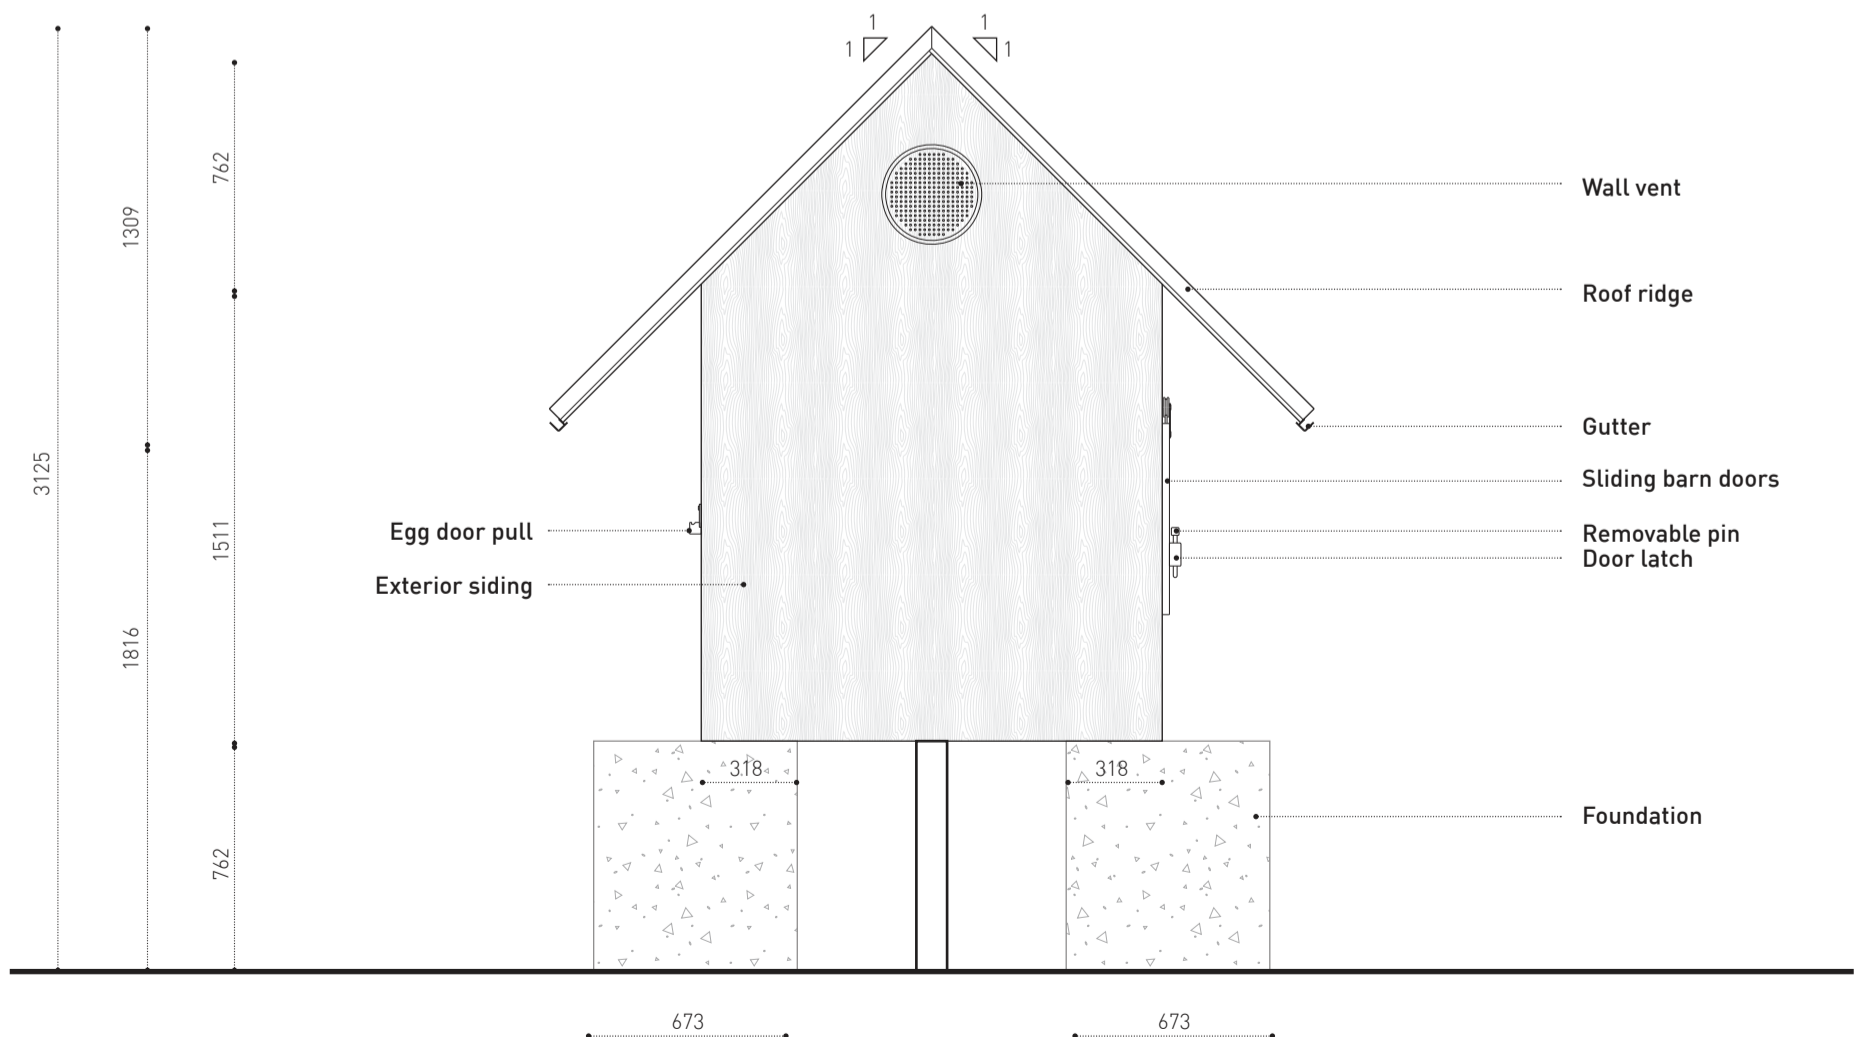 1 1
1 1
762
Wall vent
1309
Roof ridge
Gutter
3125
Sliding barn doors
1511
Egg door pull
Removable pin
Door latch
Exterior siding
1816
318 318
Foundation
762
673 673